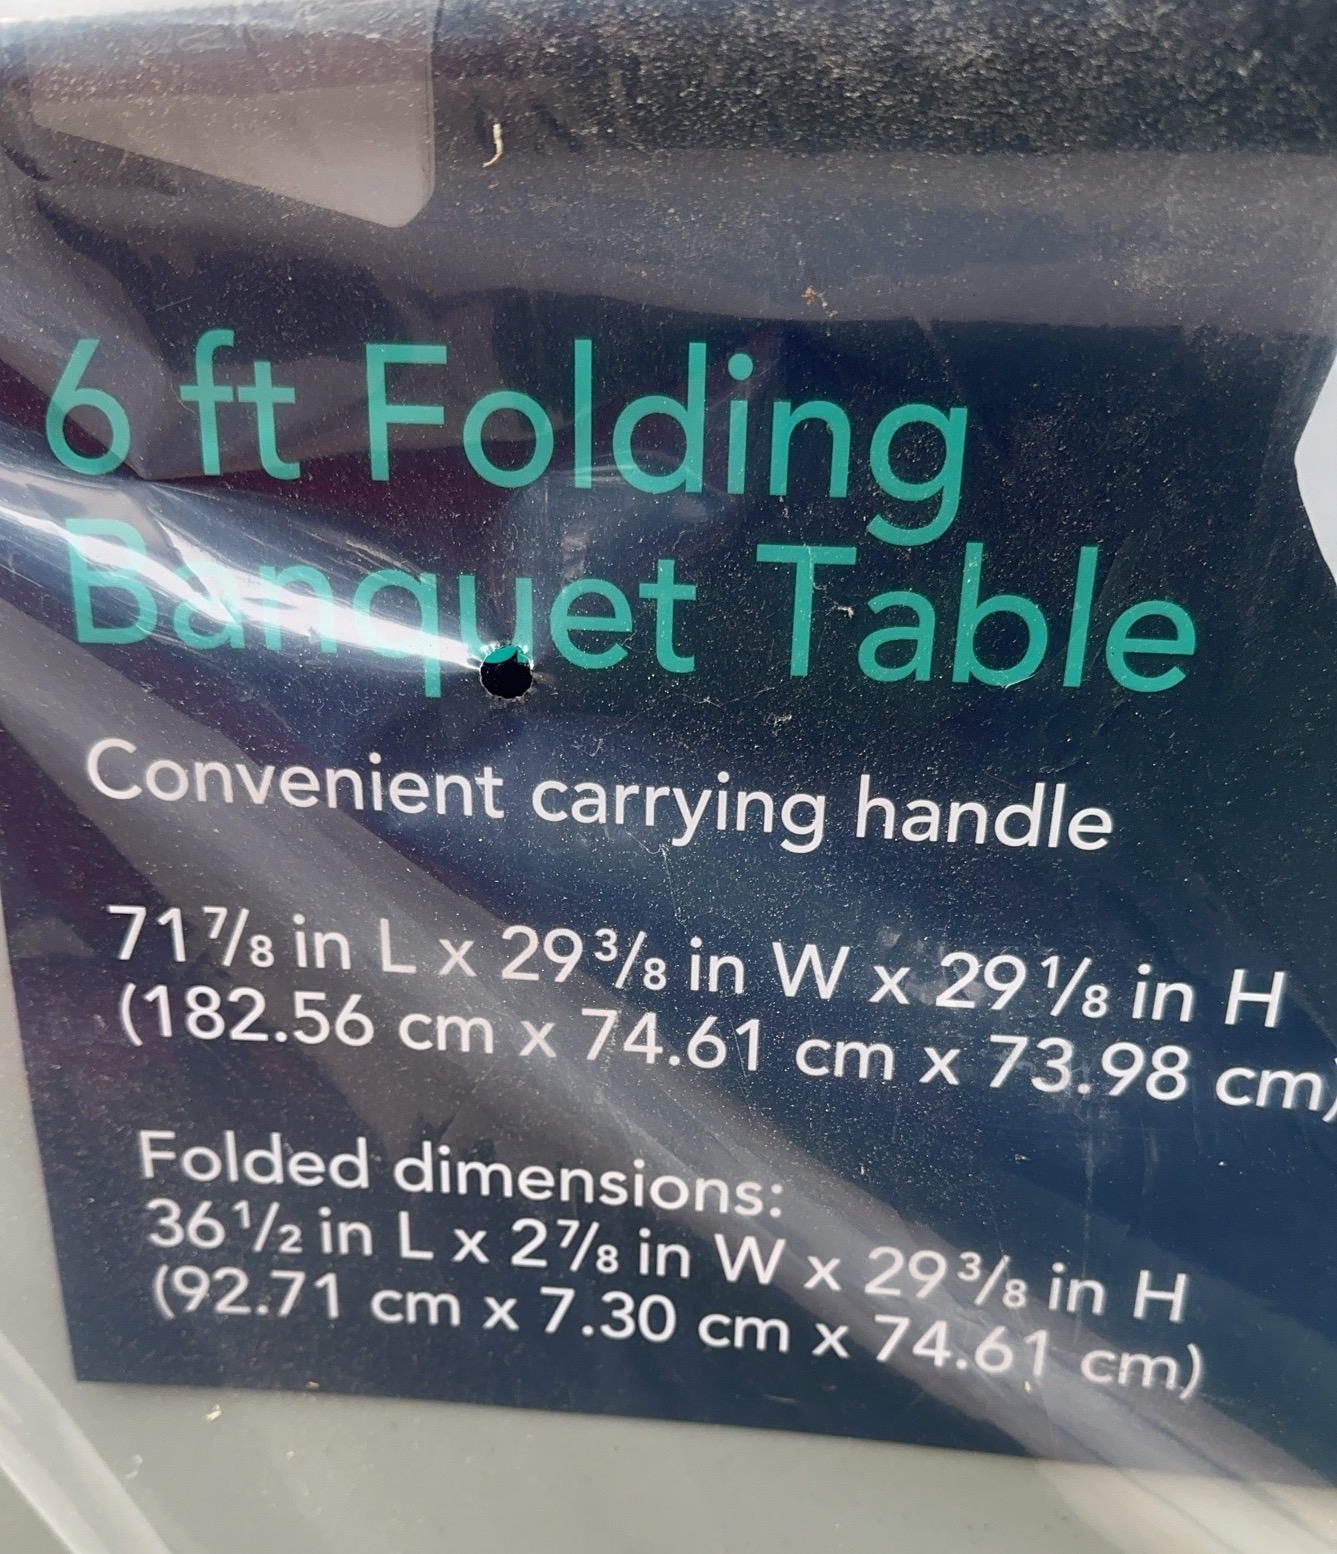 6 ft Folding
Banquet Table
Convenient carrying handle
71⅞ in L x 29⅜ in W x 29⅛ in H
(182.56 cm x 74.61 cm x 73.98 cm)
Folded dimensions:
36½ in L x 2⅞ in W x 29⅜ in H
(92.71 cm x 7.30 cm x 74.61 cm)